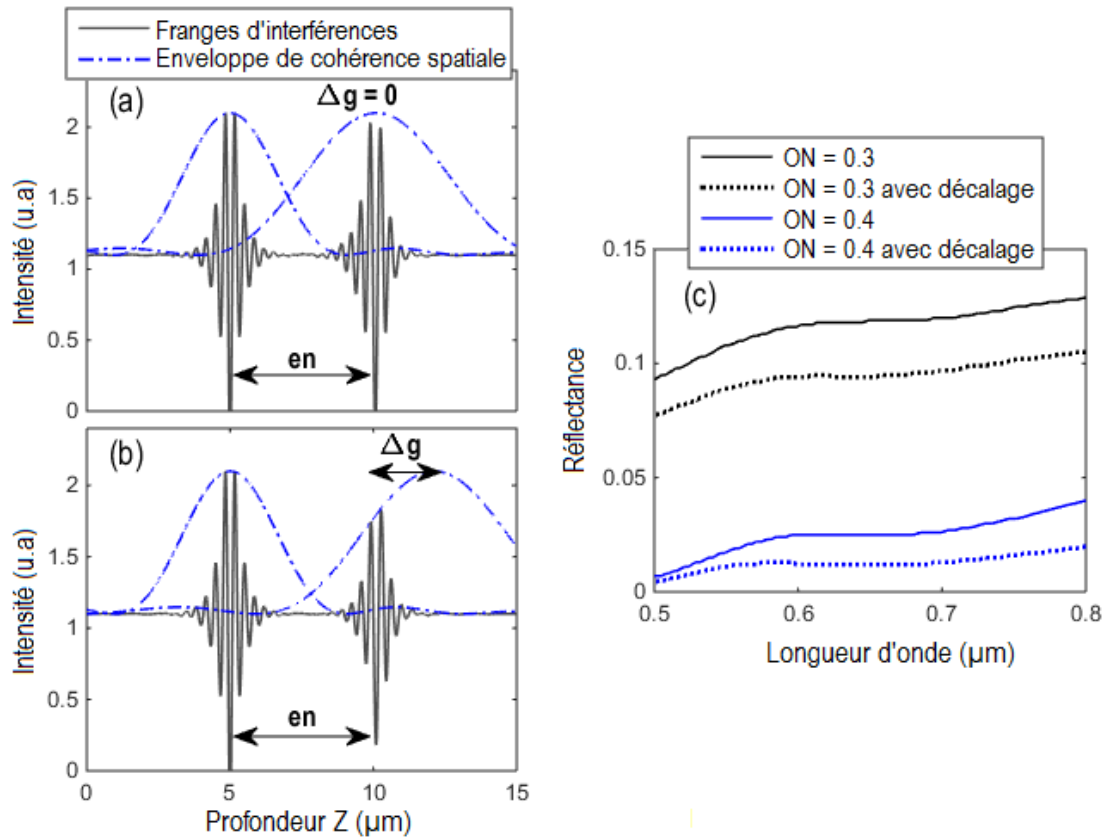 Franges d'interférences
Enveloppe de cohérence spatiale
(a)
Δg = 0
en
Intensité (u.a)
2
1.5
1
0.5
0
(b)
Δg
en
Intensité (u.a)
2
1.5
1
0.5
0
0
5
10
15
Profondeur Z (µm)
ON = 0.3
ON = 0.3 avec décalage
ON = 0.4
ON = 0.4 avec décalage
(c)
Réflectance
0.15
0.1
0.05
0
0.5
0.6
0.7
0.8
Longueur d'onde (µm)